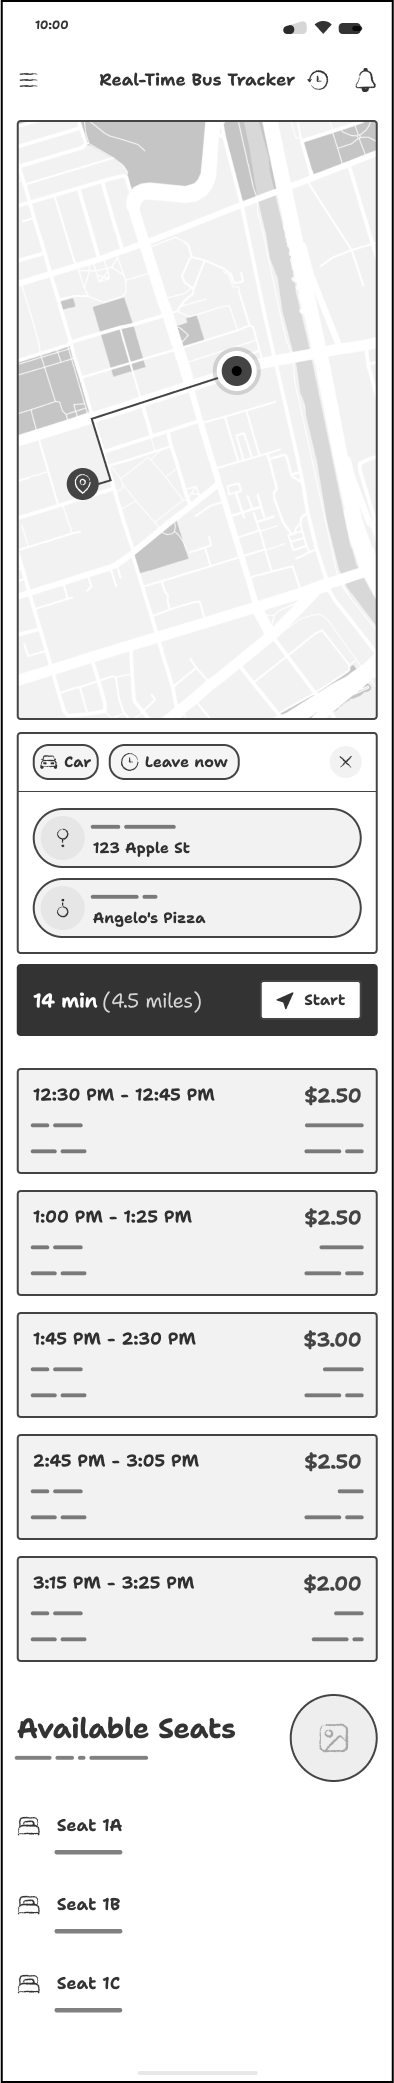 10:00
Real-Time Bus Tracker
Car
Leave now
123 Apple St
Angelo's Pizza
14 min (4.5 miles)
Start
12:30 PM - 12:45 PM
$2.50
1:00 PM - 1:25 PM
$2.50
1:45 PM - 2:30 PM
$3.00
2:45 PM - 3:05 PM
$2.50
3:15 PM - 3:25 PM
$2.00
Available Seats
Seat 1A
Seat 1B
Seat 1C